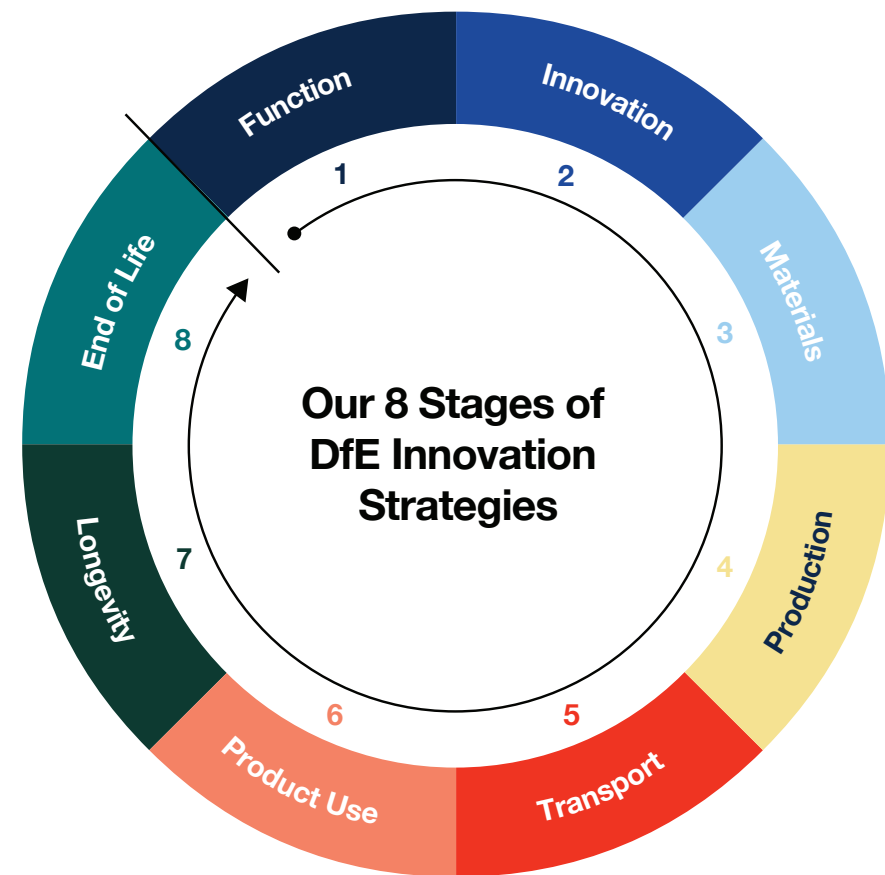 Our 8 Stages of
DfE Innovation
Strategies
Function
1
Innovation
2
Materials
3
Production
4
Transport
5
Product Use
6
Longevity
7
End of Life
8